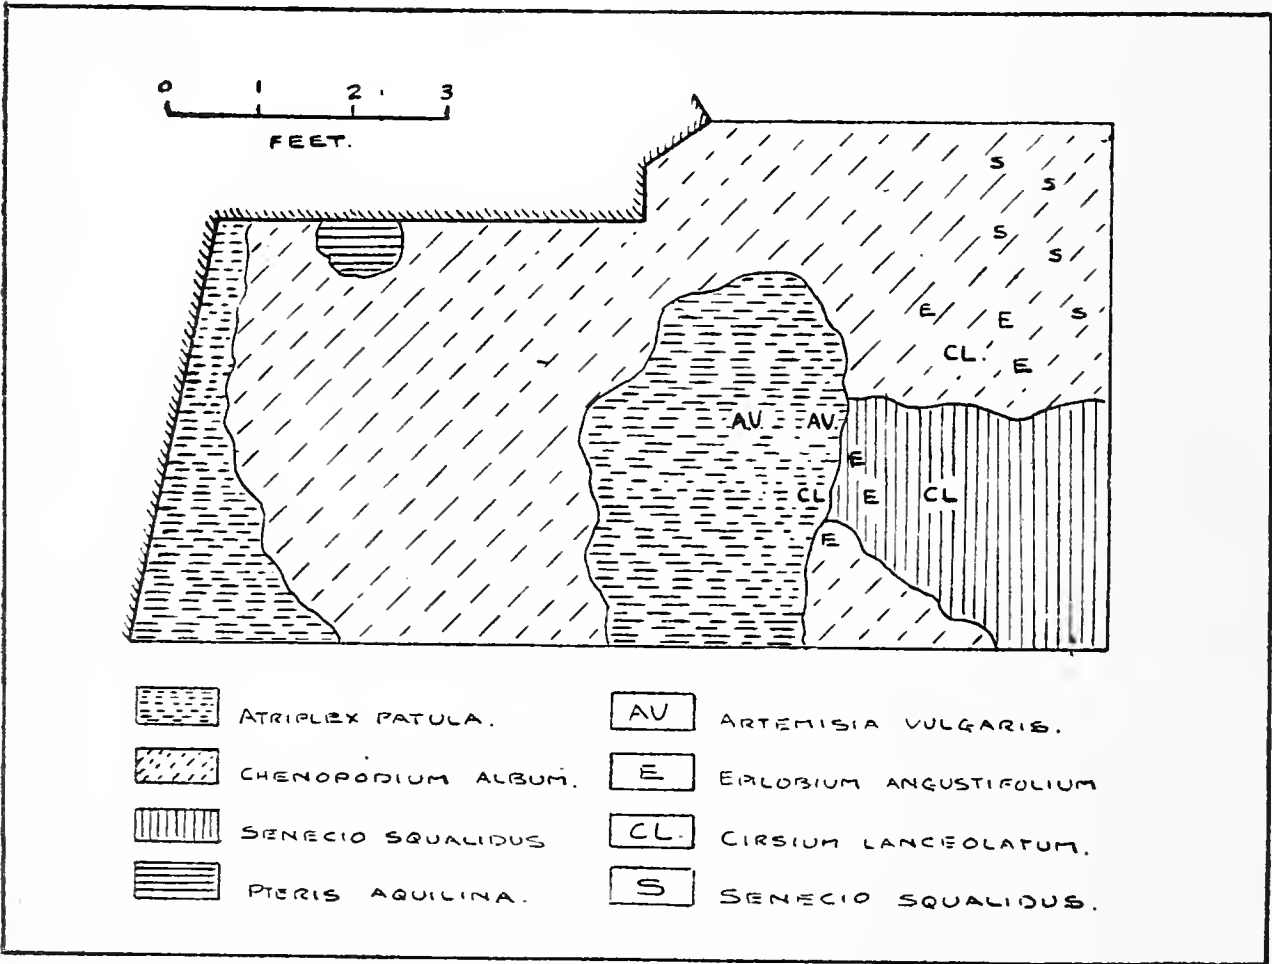 0 1 2 3
FEET.
S
S
S
S
E E S
CL. E
AV. AV.
E
CL E CL
E
ATRIPLEX PATULA.
CHENOPODIUM ALBUM.
SENECIO SQUALIDUS
PTERIS AQUILINA.
AV ARTEMISIA VULGARIS.
E EPILOBIUM ANGUSTIFOLIUM
CL. CIRSIUM LANCEOLATUM.
S SENECIO SQUALIDUS.